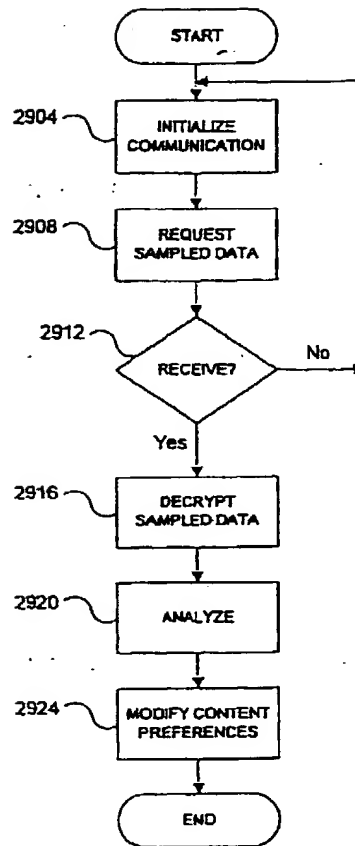 START
2904
INITIALIZE
COMMUNICATION
2908
REQUEST
SAMPLED DATA
2912
RECEIVE?
No
Yes
2916
DECRYPT
SAMPLED DATA
2920
ANALYZE
2924
MODIFY CONTENT
PREFERENCES
END